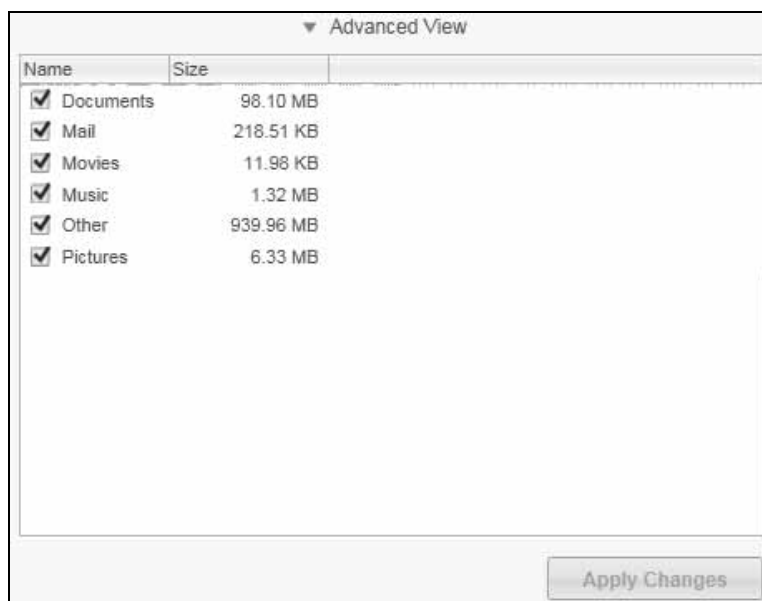 Advanced View
Name Size
Documents 98.10 MB
Mail 218.51 KB
Movies 11.98 KB
Music 1.32 MB
Other 939.96 MB
Pictures 6.33 MB
Apply Changes